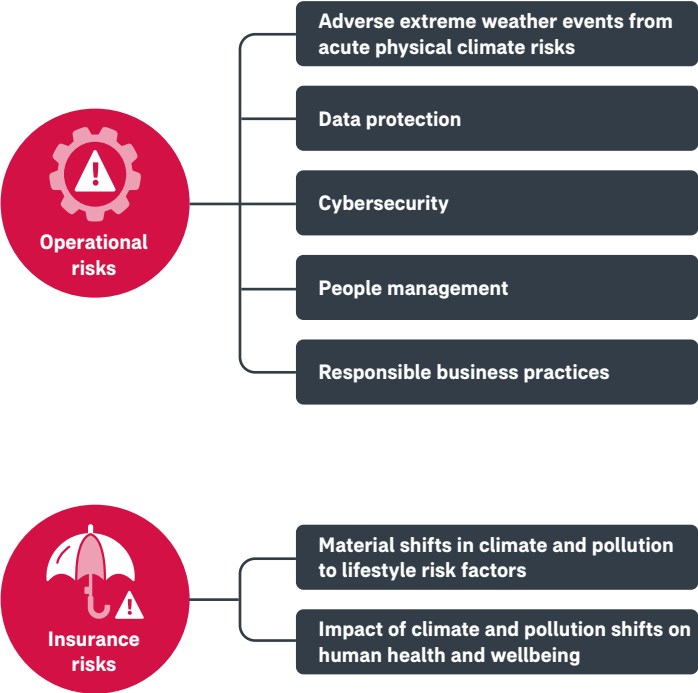 Operational
risks
Adverse extreme weather events from
acute physical climate risks
Data protection
Cybersecurity
People management
Responsible business practices
Insurance
risks
Material shifts in climate and pollution
to lifestyle risk factors
Impact of climate and pollution shifts on
human health and wellbeing